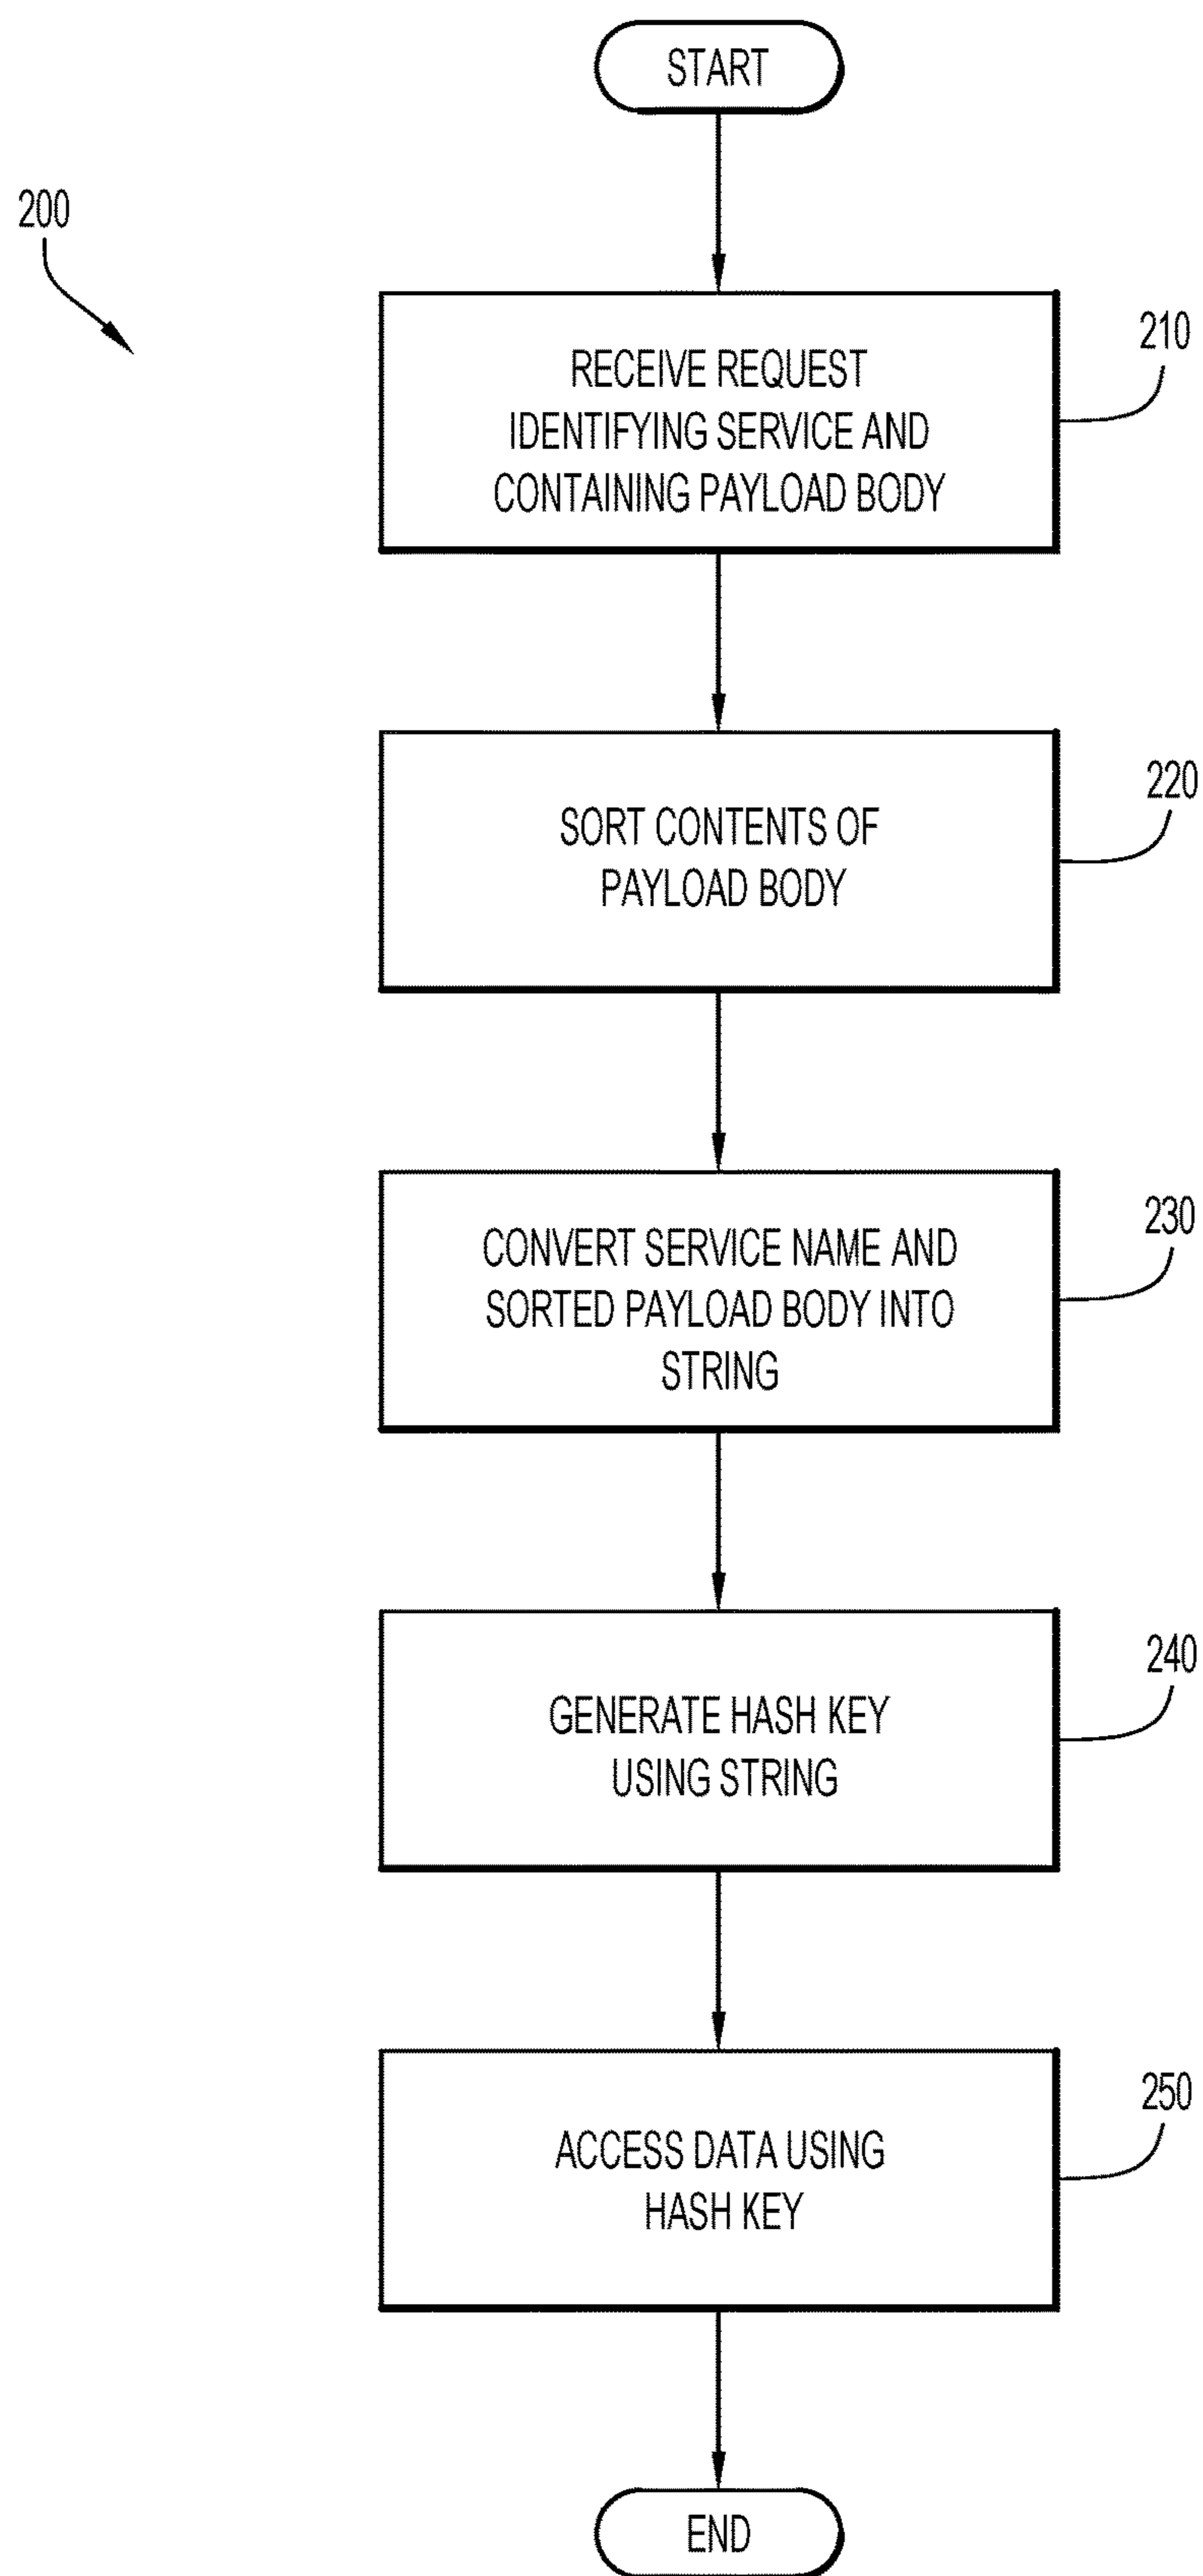 START
200
210
RECEIVE REQUEST
IDENTIFYING SERVICE AND
CONTAINING PAYLOAD BODY
220
SORT CONTENTS OF
PAYLOAD BODY
230
CONVERT SERVICE NAME AND
SORTED PAYLOAD BODY INTO
STRING
240
GENERATE HASH KEY
USING STRING
250
ACCESS DATA USING
HASH KEY
END